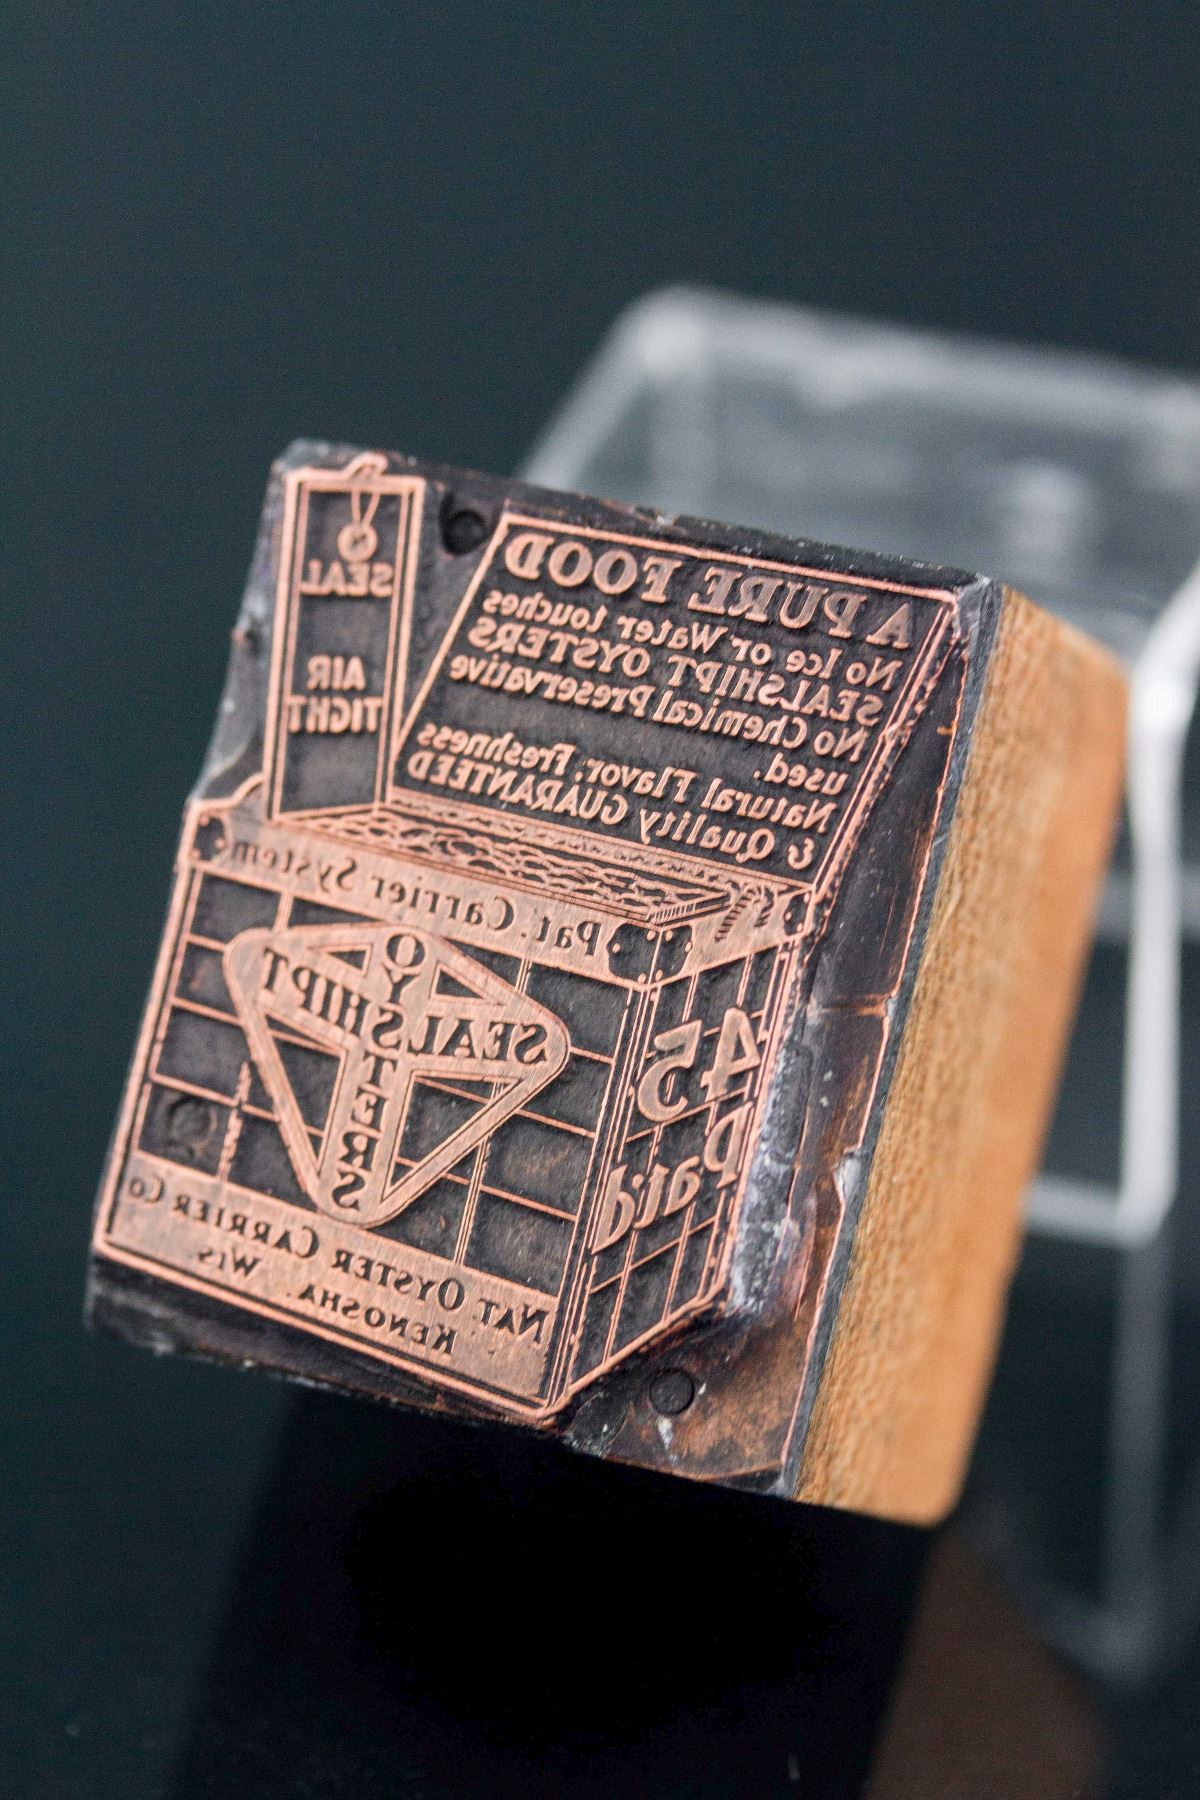 A PURE FOOD
No Ice or Water touches
SEALSHIPT OYSTERS
No Chemical Preservative
used.
Natural Flavor, Freshness
& Quality GUARANTEED
SEAL
AIR
TIGHT
Pat. Carrier System
SEALSHIPT
OYSTERS
45
Pat'd
NAT. OYSTER CARRIER CO
KENOSHA. WIS